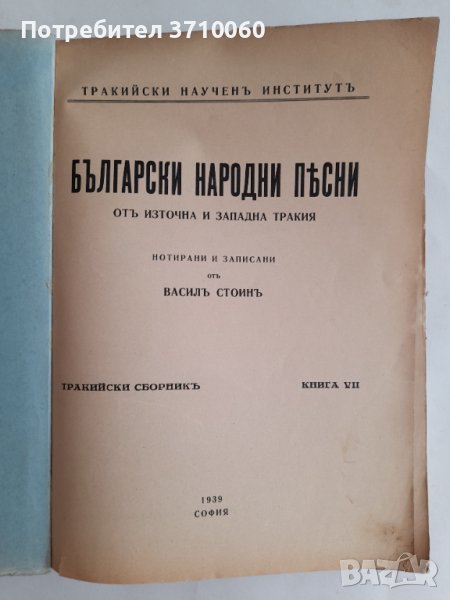 Потребител 3710060
ТРАКИЙСКИ НАУЧЕНЪ ИНСТИТУТЪ
БЪЛГАРСКИ НАРОДНИ ПѢСНИ
ОТЪ ИЗТОЧНА И ЗАПАДНА ТРАКИЯ
НОТИРАНИ И ЗАПИСАНИ
ОТЪ
ВАСИЛЪ СТОИНЪ
ТРАКИЙСКИ СБОРНИКЪ КНИГА VII
1939
СОФИЯ
BAZAR